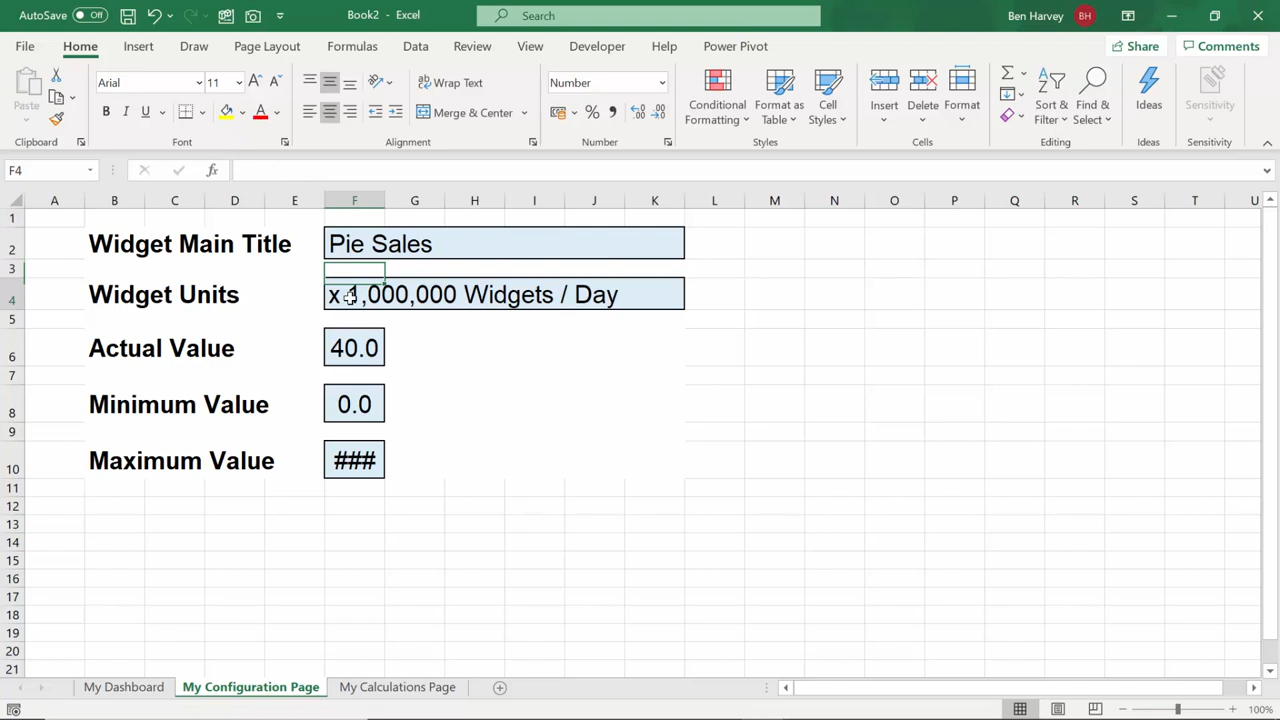 AutoSave Off Book2 - Excel Search Ben Harvey BH
File Home Insert Draw Page Layout Formulas Data Review View Developer Help Power Pivot Share Comments
Paste Arial 11 Wrap Text Number Conditional Formatting Format as Table Cell Styles Insert Delete Format Sort & Filter Find & Select Ideas Sensitivity
B I U Merge & Center
Clipboard Font Alignment Number Styles Cells Editing Ideas Sensitivity
F4 fx
A B C D E F G H I J K L M N O P Q R S T U
1
2 Widget Main Title Pie Sales
3
4 Widget Units x 1,000,000 Widgets / Day
5
6 Actual Value 40.0
7
8 Minimum Value 0.0
9
10 Maximum Value ###
11
12
13
14
15
16
17
18
19
20
21
My Dashboard My Configuration Page My Calculations Page
100%